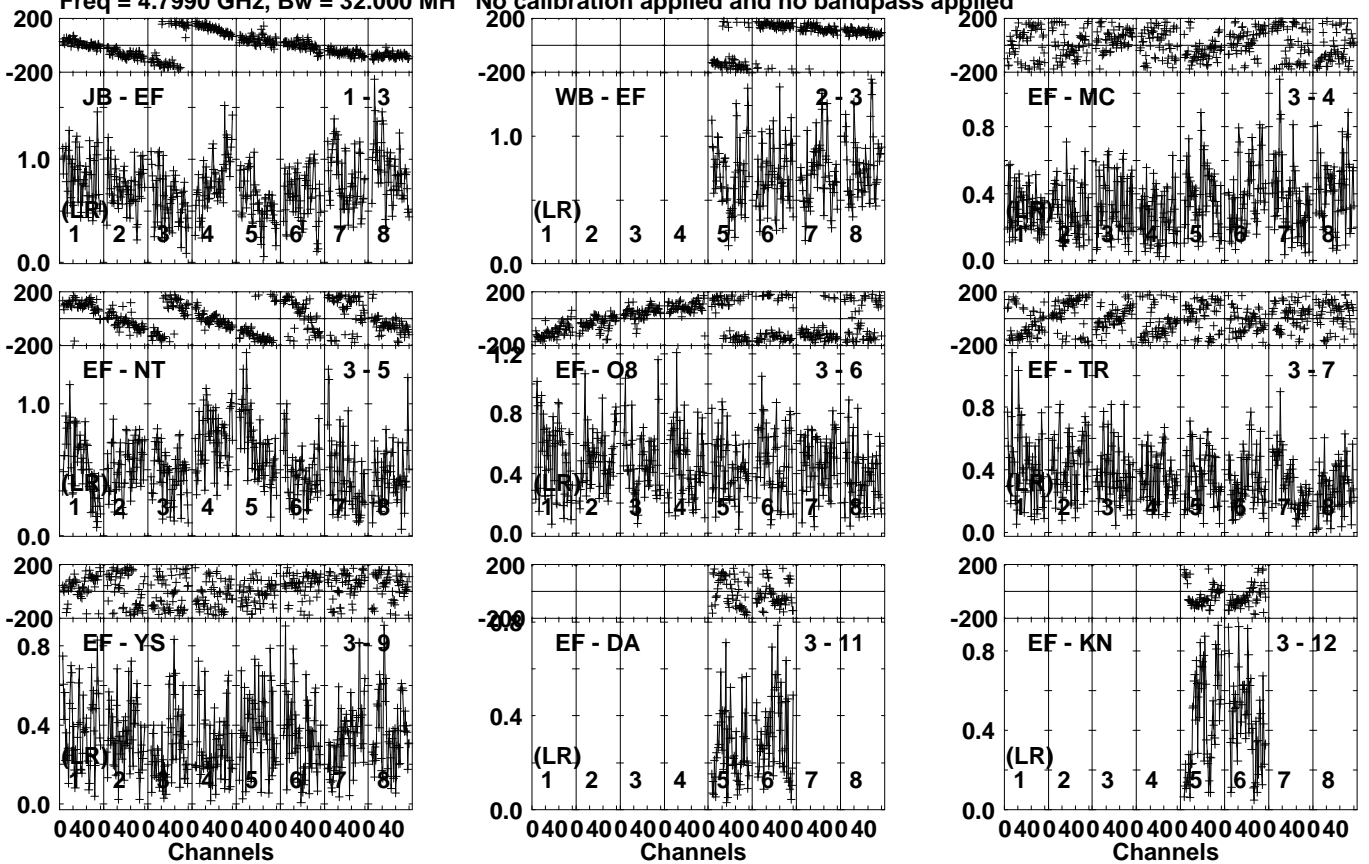 Freq = 4.7990 GHz, Bw = 32.000 MH No calibration applied and no bandpass applied
200
-200
JB - EF 1 - 3
1.0
(LR)
1 2 3 4 5 6 7 8
0.0
200
-200
WB - EF 2 - 3
1.0
(LR)
1 2 3 4 5 6 7 8
0.0
200
-200
EF - MC 3 - 4
0.8
0.4
(LR)
1 2 3 4 5 6 7 8
0.0
200
-200
EF - NT 3 - 5
1.0
(LR)
1 2 3 4 5 6 7 8
0.0
200
-200
1.2
EF - O8 3 - 6
0.8
0.4
(LR)
1 2 3 4 5 6 7 8
0.0
200
-200
EF - TR 3 - 7
0.8
0.4
(LR)
1 2 3 4 5 6 7 8
0.0
200
-200
EF - YS 3 - 9
0.8
0.4
(LR)
1 2 3 4 5 6 7 8
0.0
0 40 0 40 0 40 0 40 0 40 0 40 0 40 0 40
Channels
200
-200
0.8
EF - DA 3 - 11
0.4
(LR)
1 2 3 4 5 6 7 8
0.0
0 40 0 40 0 40 0 40 0 40 0 40 0 40 0 40
Channels
200
-200
EF - KN 3 - 12
0.8
0.4
(LR)
1 2 3 4 5 6 7 8
0.0
0 40 0 40 0 40 0 40 0 40 0 40 0 40 0 40
Channels